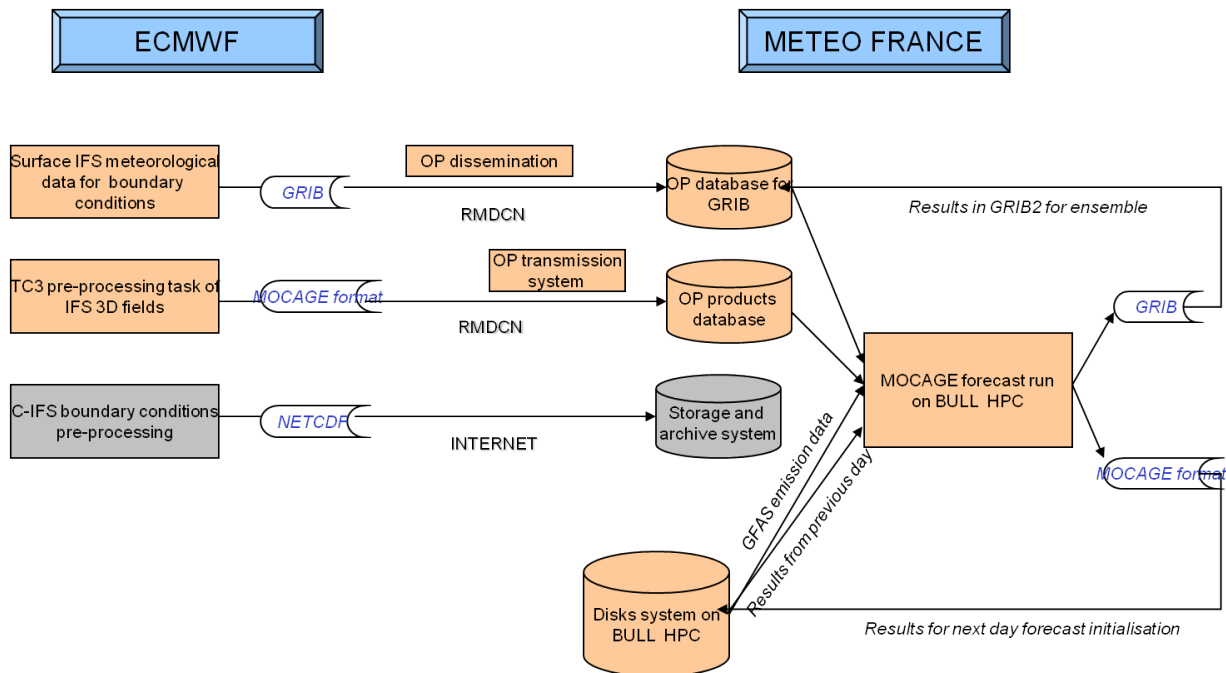 ECMWF
METEO FRANCE
Surface IFS meteorological
data for boundary
conditions
GRIB
OP dissemination
RMDCN
OP database for
GRIB
Results in GRIB2 for ensemble
TC3 pre-processing task of
IFS 3D fields
MOCAGE format
OP transmission
system
RMDCN
OP products
database
GRIB
MOCAGE forecast run
on BULL HPC
C-IFS boundary conditions
pre-processing
NETCDF
INTERNET
Storage and
archive system
MOCAGE format
GFAS emission data
Results from previous day
Disks system on
BULL HPC
Results for next day forecast initialisation